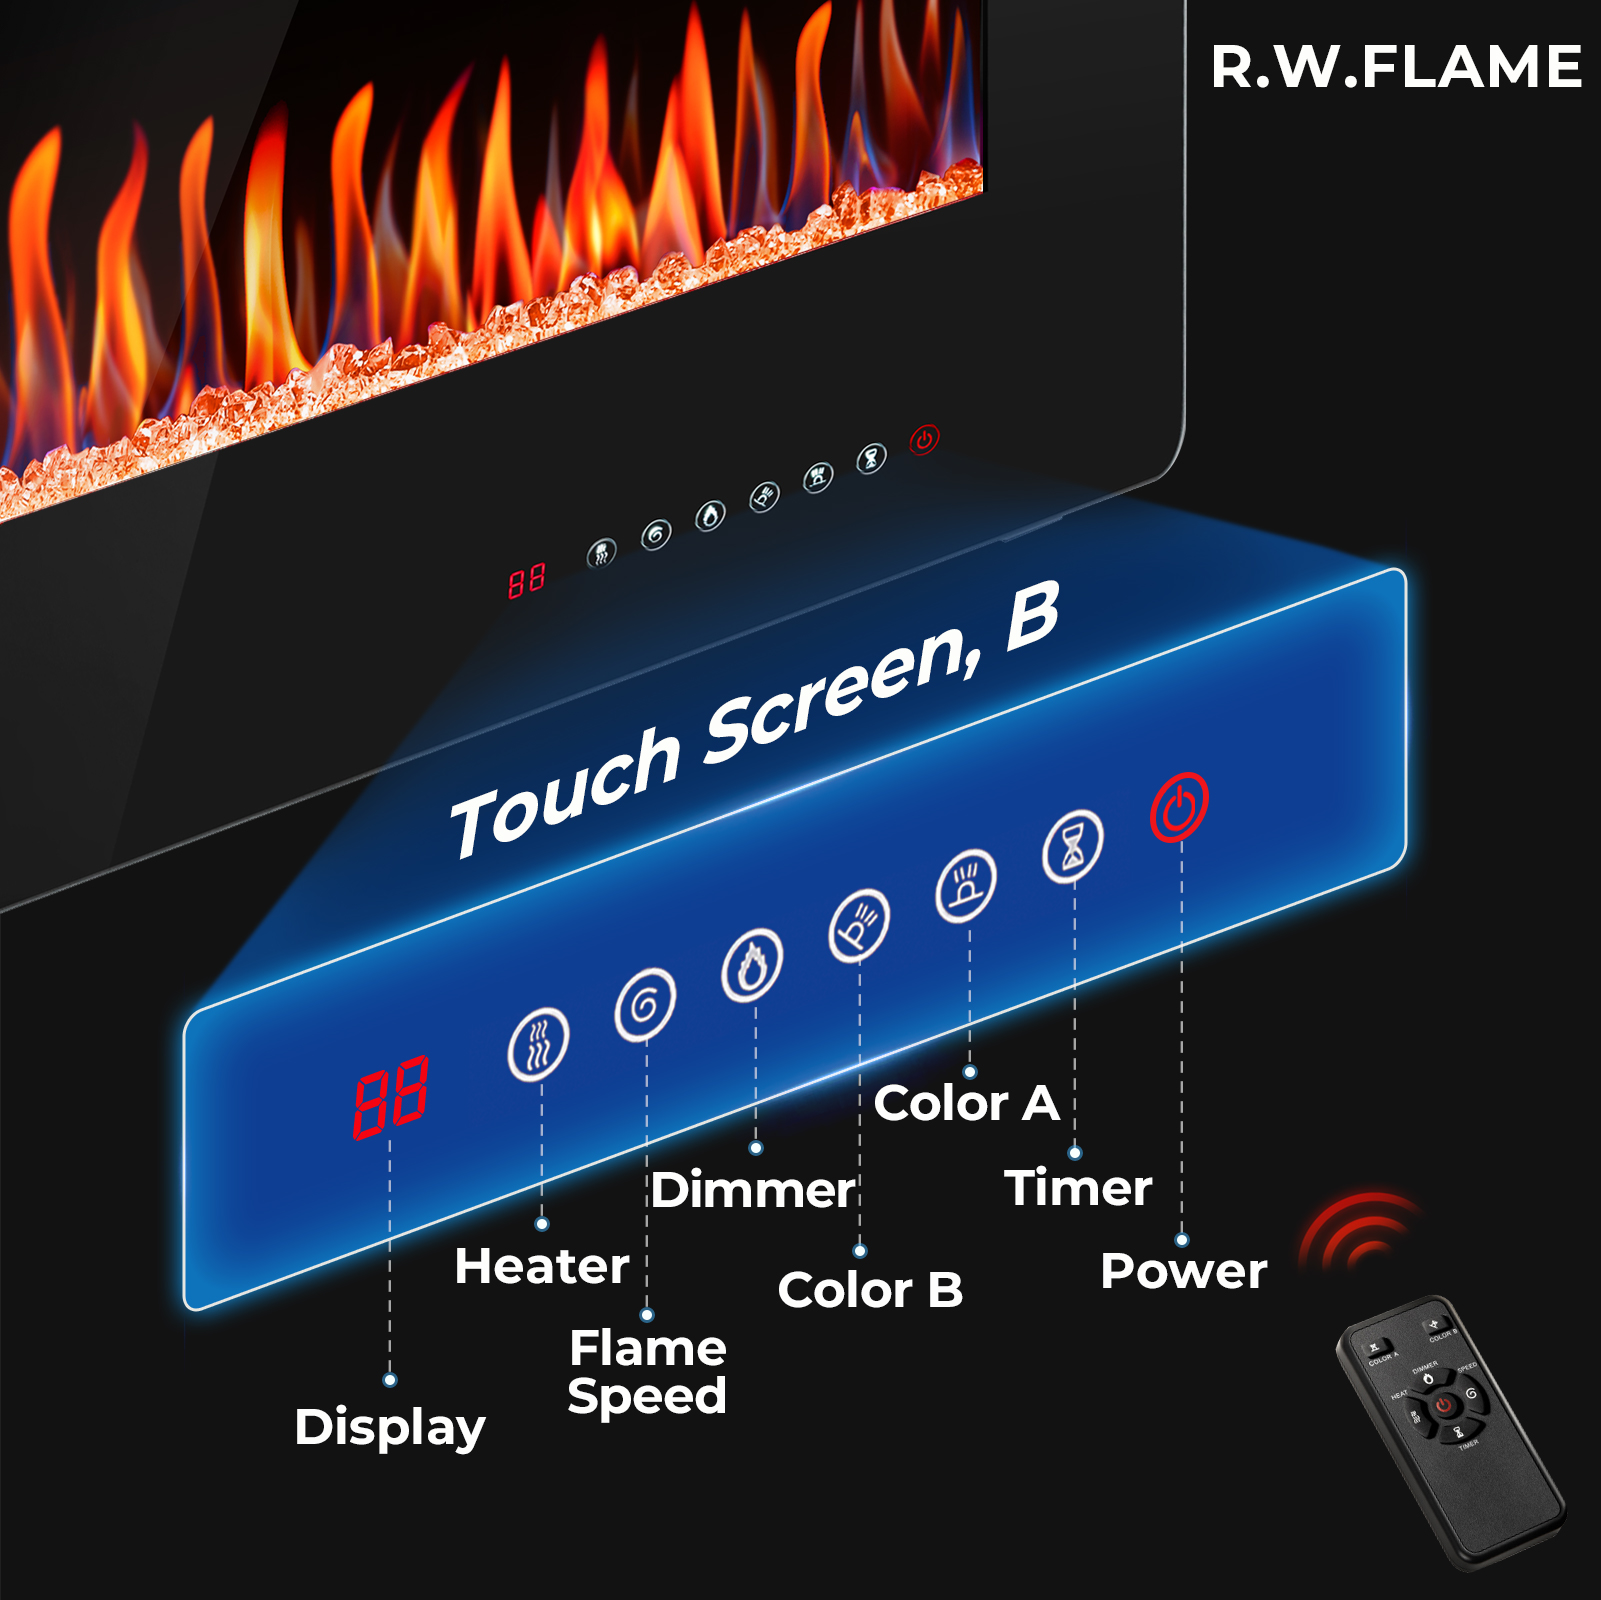 R.W.FLAME
88
Touch Screen, B
88
Color A
Dimmer
Timer
Heater
Color B
Power
Flame
Speed
Display
COLOR A
COLOR B
DIMMER
SPEED
HEAT
TIMER